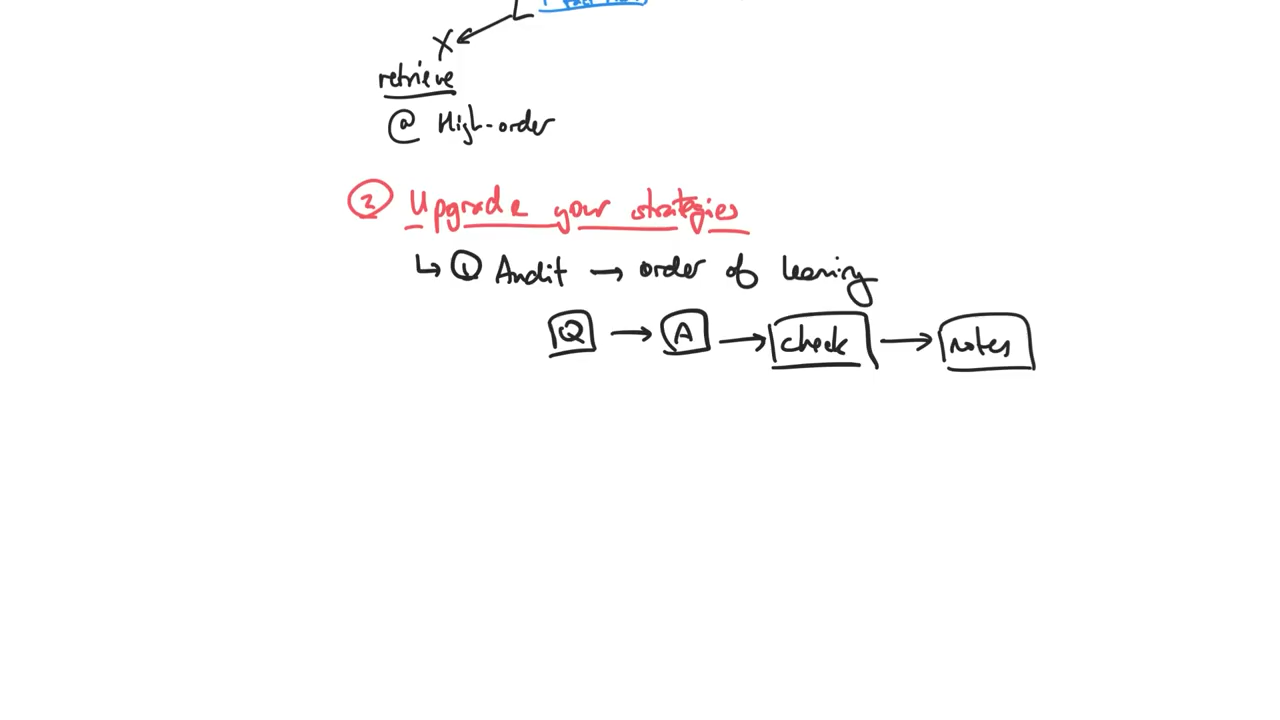 X
retrieve
@ High-order
② Upgrade your strategies
↳ ① Audit → order of learning
Q → A → check → notes